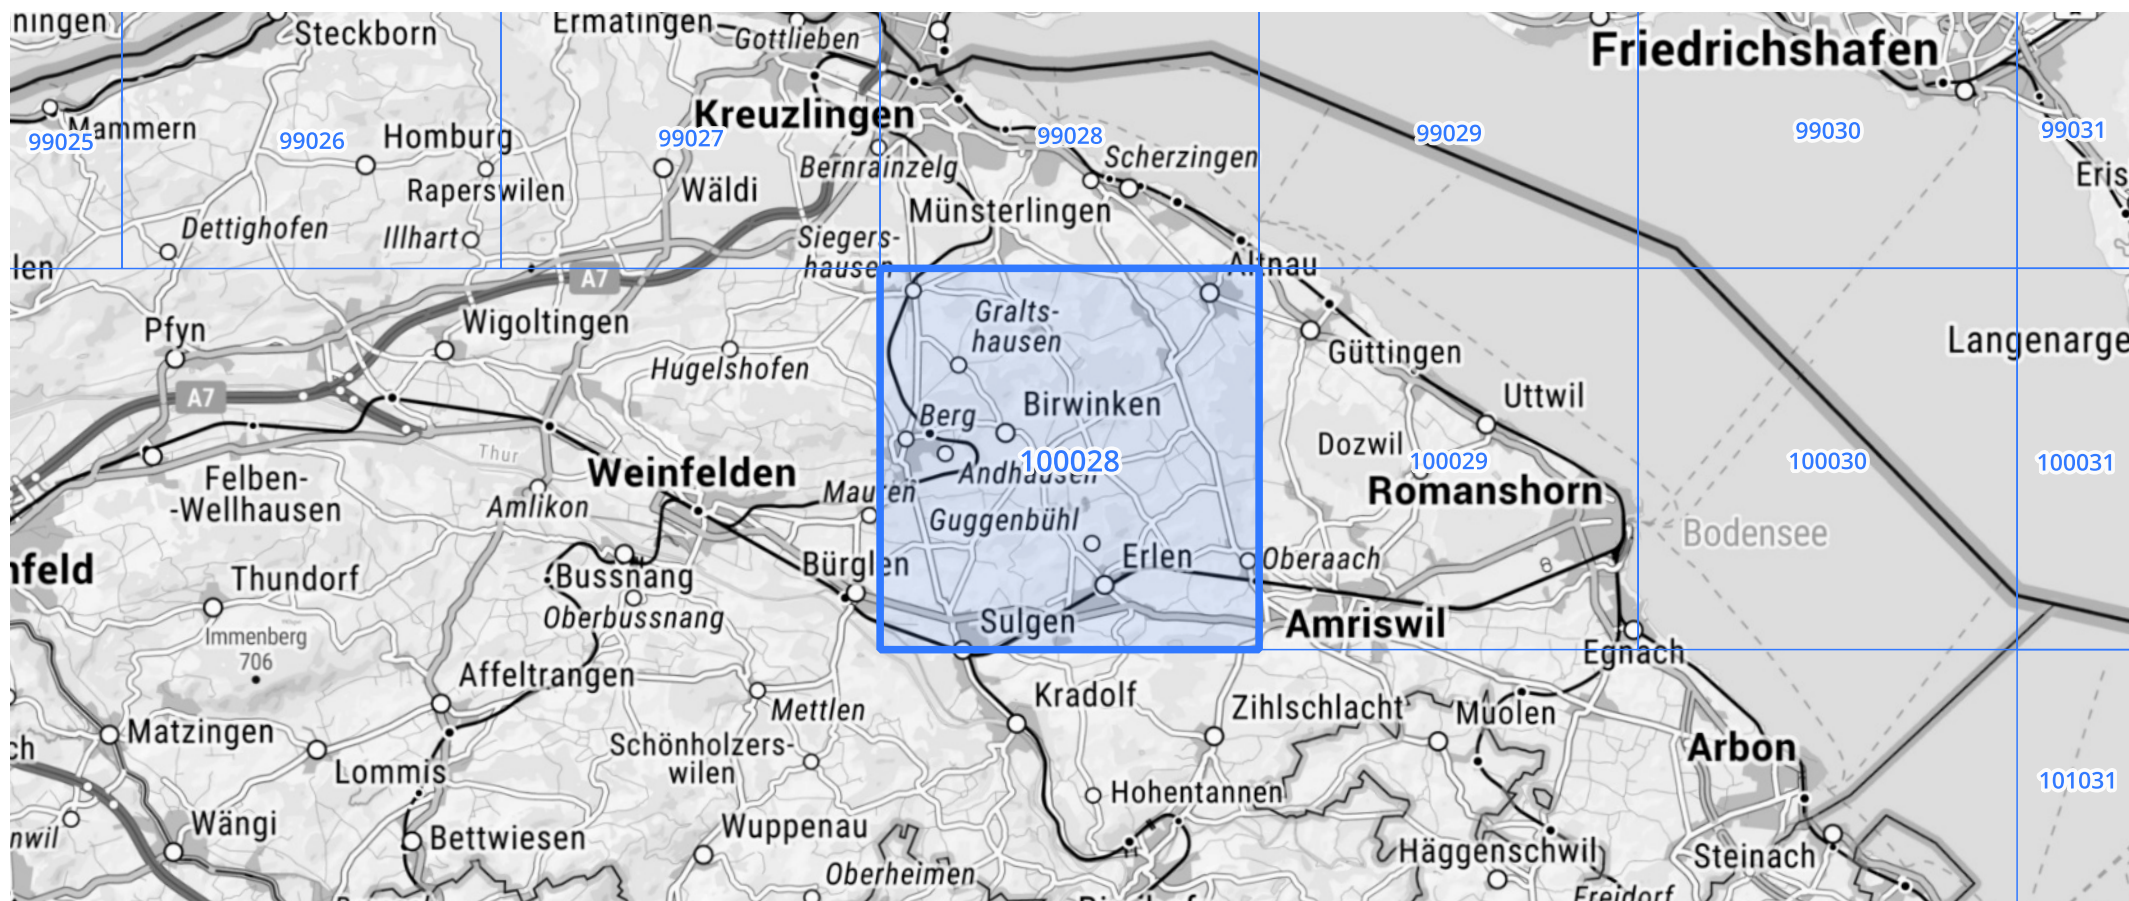 ningen
Steckborn
Ermatingen
Gottlieben
Friedrichshafen
Mammern
99025
99026
Homburg
99027
Kreuzlingen
99028
99029
99030
99031
Bernrainzelg
Scherzingen
Raperswilen
Wäldi
Eris
Dettighofen
Illhart
Münsterlingen
Siegers-
hausen
len
A7
Altnau
Pfyn
Wigoltingen
Gralts-
hausen
Hugelshofen
Güttingen
Langenarge
A7
Berg
Birwinken
Uttwil
Thur
Dozwil
Felben-
-Wellhausen
Weinfelden
Andhausen
100028
100029
100030
100031
Amlikon
Mauren
Romanshorn
Guggenbühl
Bodensee
nfeld
Thundorf
Bussnang
Bürglen
Erlen
Oberaach
Oberbussnang
Sulgen
Amriswil
Immenberg
706
Egnach
Affeltrangen
Mettlen
Kradolf
Zihlschlacht
Muolen
Matzingen
ch
Schönholzers-
wilen
Arbon
Lommis
Hohentannen
101031
nwil
Wängi
Bettwiesen
Wuppenau
Häggenschwil
Steinach
Oberheimen
Freidorf